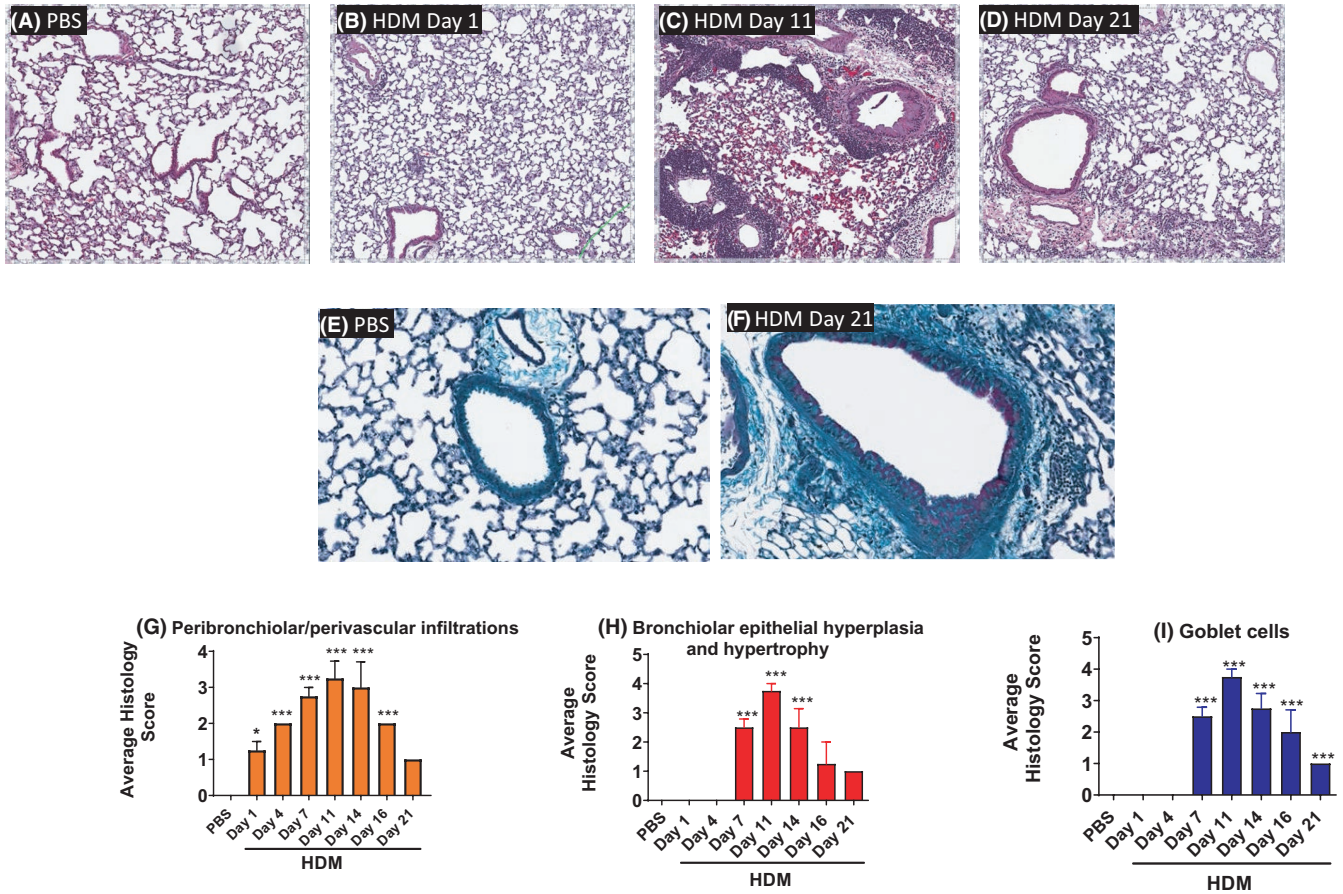 (A) PBS
(B) HDM Day 1
(C) HDM Day 11
(D) HDM Day 21
(E) PBS
(F) HDM Day 21
(G) Peribronchiolar/perivascular infiltrations
Average Histology
Score
4
3
2
1
0
*
***
***
***
***
***
PBS
Day 1
Day 4
Day 7
Day 11
Day 14
Day 16
Day 21
HDM
(H) Bronchiolar epithelial hyperplasia
and hypertrophy
Average
Histology Score
5
4
3
2
1
0
***
***
***
PBS
Day 1
Day 4
Day 7
Day 11
Day 14
Day 16
Day 21
HDM
(I) Goblet cells
Average
Histology Score
5
4
3
2
1
0
***
***
***
***
***
PBS
Day 1
Day 4
Day 7
Day 11
Day 14
Day 16
Day 21
HDM